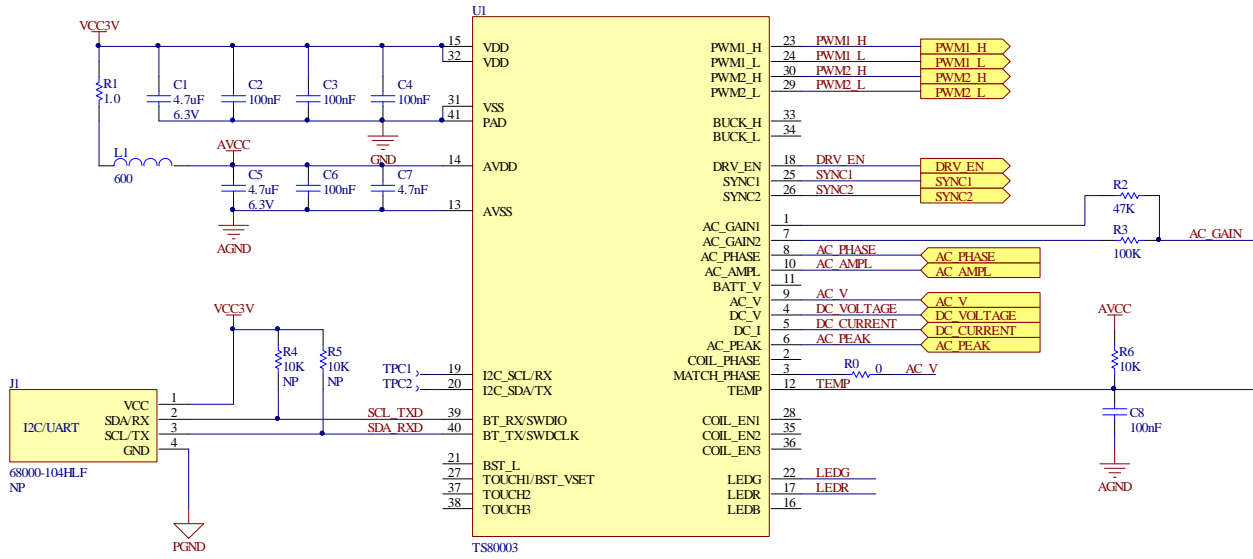 U1
VCC3V
15 VDD
32 VDD
31 VSS
41 PAD
14 AVDD
13 AVSS
R1
1.0
C1
4.7uF
6.3V
C2
100nF
C3
100nF
C4
100nF
GND
L1
600
AVCC
C5
4.7uF
6.3V
C6
100nF
C7
4.7nF
AGND
VCC3V
R4
10K
NP
R5
10K
NP
J1
I2C/UART
VCC 1
SDA/RX 2
SCL/TX 3
GND 4
68000-104HLF
NP
PGND
TPC1
TPC2
SCL_TXD
SDA_RXD
19 I2C_SCL/RX
20 I2C_SDA/TX
39 BT_RX/SWDIO
40 BT_TX/SWDCLK
21 BST_L
27 TOUCH1/BST_VSET
37 TOUCH2
38 TOUCH3
PWM1_H 23 PWM1_H PWM1_H
PWM1_L 24 PWM1_L PWM1_L
PWM2_H 30 PWM2_H PWM2_H
PWM2_L 29 PWM2_L PWM2_L
BUCK_H 33
BUCK_L 34
DRV_EN 18 DRV_EN DRV_EN
SYNC1 25 SYNC1 SYNC1
SYNC2 26 SYNC2 SYNC2
AC_GAIN1 1
AC_GAIN2 7
R2
47K
R3
100K
AC_GAIN
AC_PHASE 8 AC_PHASE AC_PHASE
AC_AMPL 10 AC_AMPL AC_AMPL
BATT_V 11
AC_V 9 AC_V AC_V
DC_V 4 DC_VOLTAGE DC_VOLTAGE
DC_I 5 DC_CURRENT DC_CURRENT
AC_PEAK 6 AC_PEAK AC_PEAK
COIL_PHASE 2
MATCH_PHASE 3 R0 0 AC_V
TEMP 12 TEMP
COIL_EN1 28
COIL_EN2 35
COIL_EN3 36
LEDG 22 LEDG
LEDR 17 LEDR
LEDB 16
AVCC
R6
10K
C8
100nF
AGND
TS80003